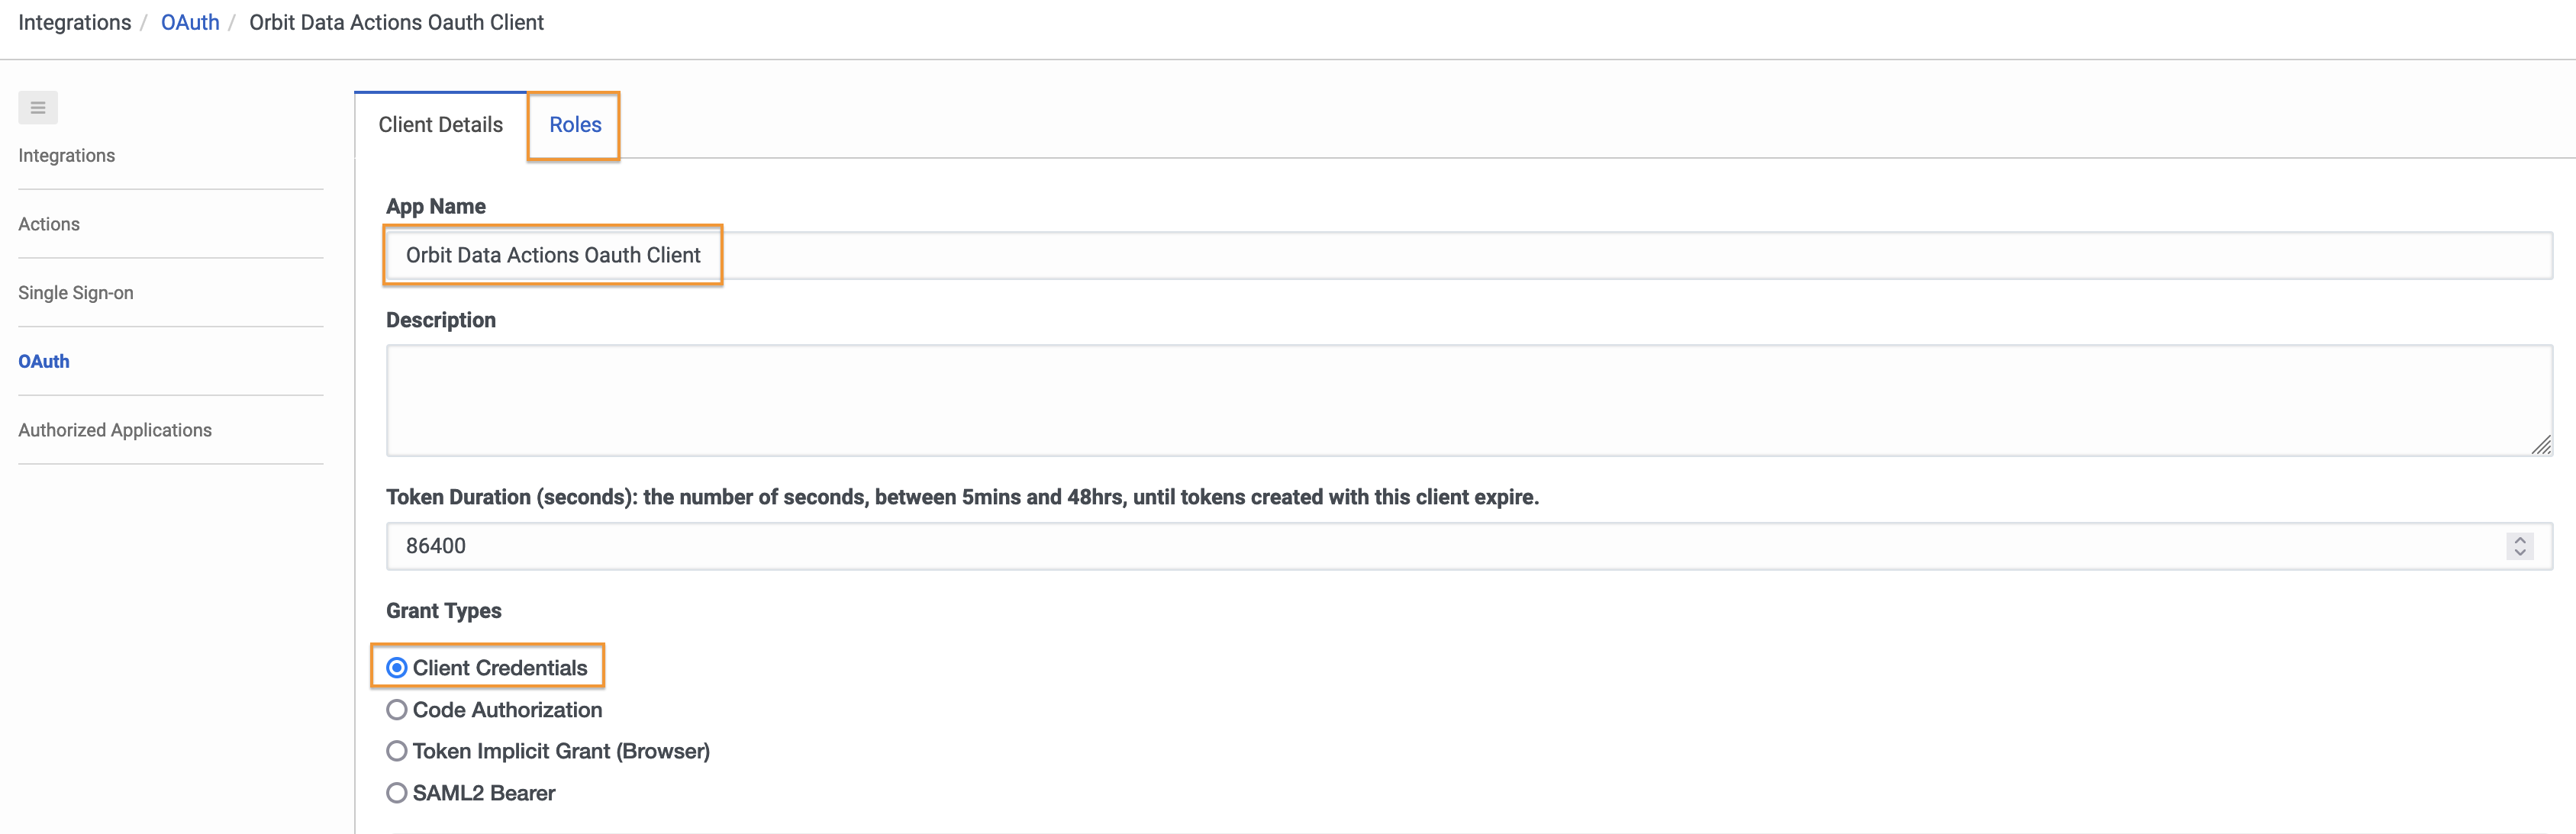 Integrations / OAuth / Orbit Data Actions Oauth Client
Client Details
Roles
Integrations
Actions
Single Sign-on
OAuth
Authorized Applications
App Name
Orbit Data Actions Oauth Client
Description
Token Duration (seconds): the number of seconds, between 5mins and 48hrs, until tokens created with this client expire.
86400
Grant Types
Client Credentials
Code Authorization
Token Implicit Grant (Browser)
SAML2 Bearer